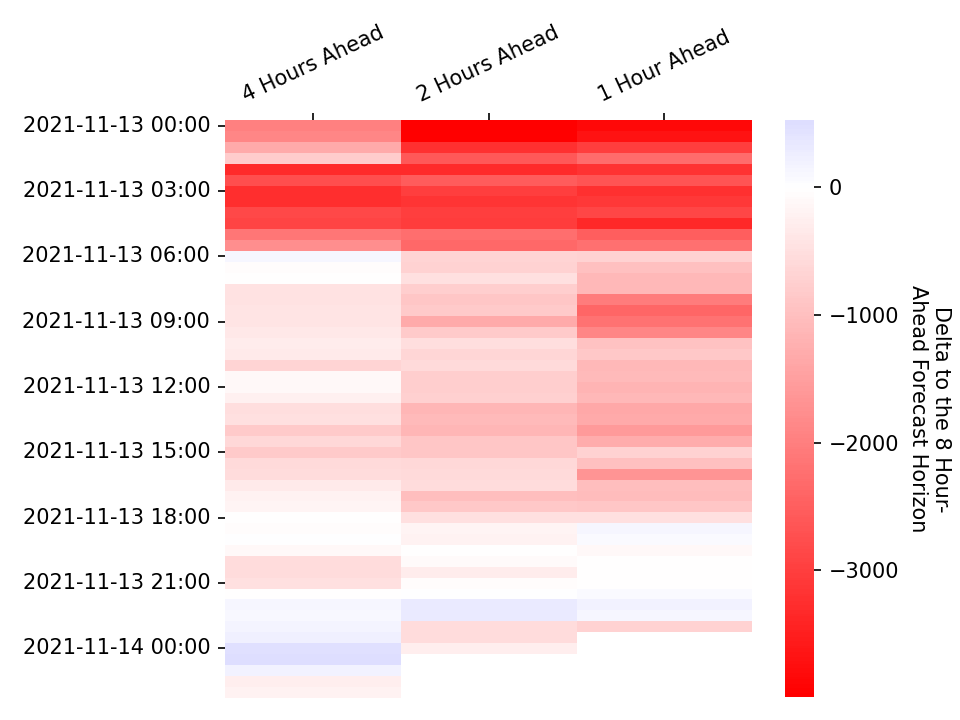 4 Hours Ahead
2 Hours Ahead
1 Hour Ahead
2021-11-13 00:00
2021-11-13 03:00
2021-11-13 06:00
2021-11-13 09:00
2021-11-13 12:00
2021-11-13 15:00
2021-11-13 18:00
2021-11-13 21:00
2021-11-14 00:00
0
−1000
−2000
−3000
Delta to the 8 Hour-
Ahead Forecast Horizon